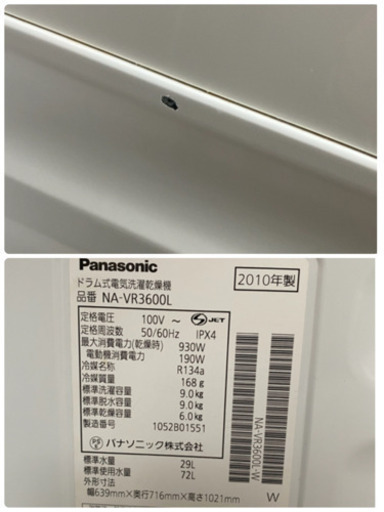 Panasonic
2010年製
ドラム式電気洗濯乾燥機
品番 NA-VR3600L
定格電圧 100V ~ JET
定格周波数 50/60Hz IPX4
最大消費電力(乾燥時) 930W
電動機消費電力 190W
冷媒名称 R134a
冷媒質量 168g
標準洗濯容量 9.0kg
標準脱水容量 9.0kg
標準乾燥容量 6.0kg
製造番号 1052B01551
パナソニック株式会社
標準水量 29L
標準使用水量 72L
外形寸法
幅639mm×奥行716mm×高さ1021mm
W
NA-VR3600L-W